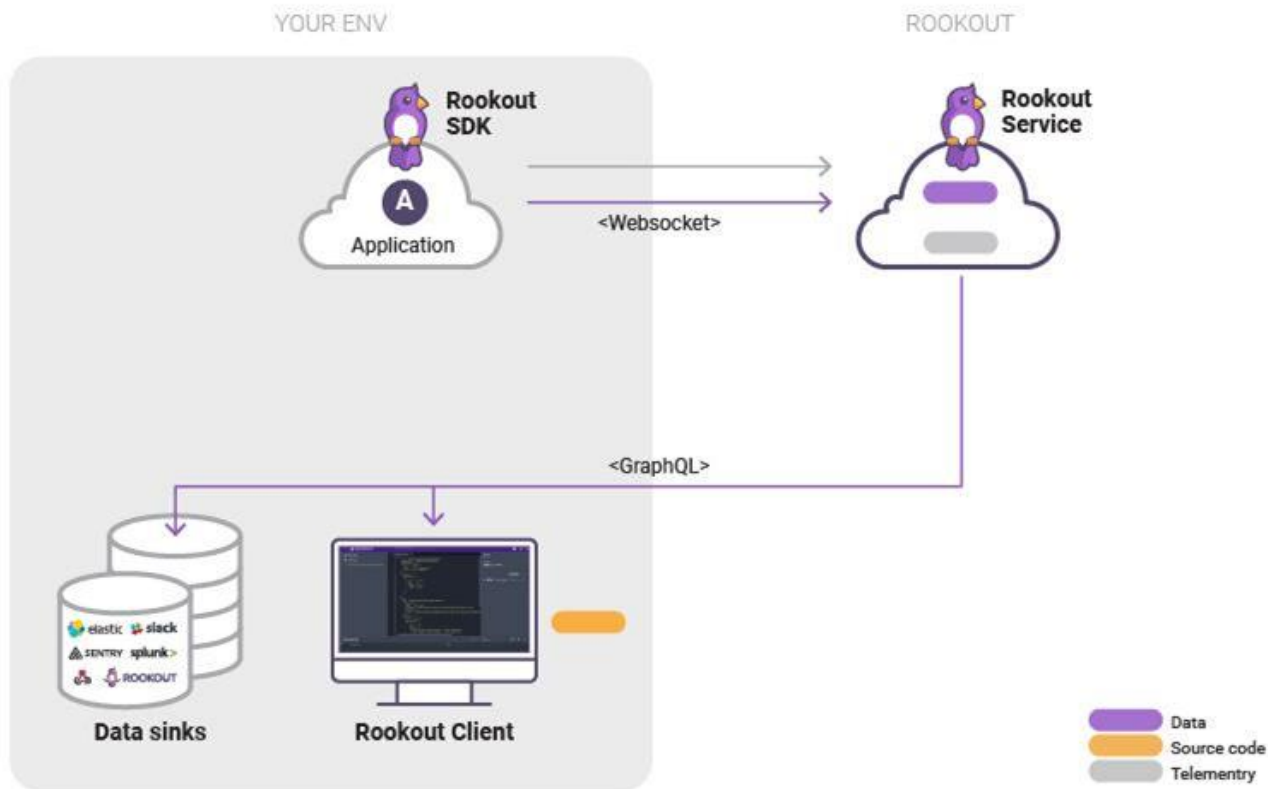 YOUR ENV
ROOKOUT
Rookout
SDK
Rookout
Service
A
Application
<Websocket>
<GraphQL>
elastic slack
SENTRY splunk>
ROOKOUT
Data sinks
Rookout Client
Data
Source code
Telementry